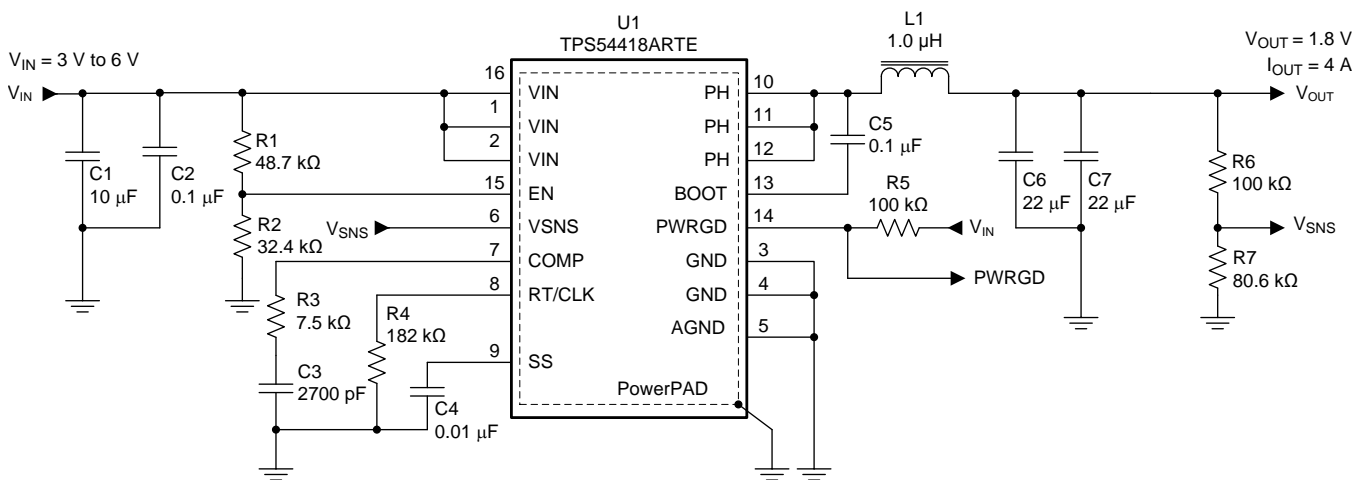 U1
TPS54418ARTE
L1
1.0 µH
V_IN = 3 V to 6 V
V_OUT = 1.8 V
I_OUT = 4 A
V_IN
16
VIN
PH
10
V_OUT
1
VIN
PH
11
2
VIN
PH
12
C5
0.1 µF
R1
48.7 kΩ
C1
10 µF
C2
0.1 µF
15
EN
BOOT
13
C6
22 µF
C7
22 µF
R6
100 kΩ
R5
100 kΩ
R2
32.4 kΩ
V_SNS
6
VSNS
PWRGD
14
V_IN
V_SNS
7
COMP
GND
3
PWRGD
R7
80.6 kΩ
8
RT/CLK
GND
4
R3
7.5 kΩ
R4
182 kΩ
AGND
5
9
SS
C3
2700 pF
PowerPAD
C4
0.01 µF